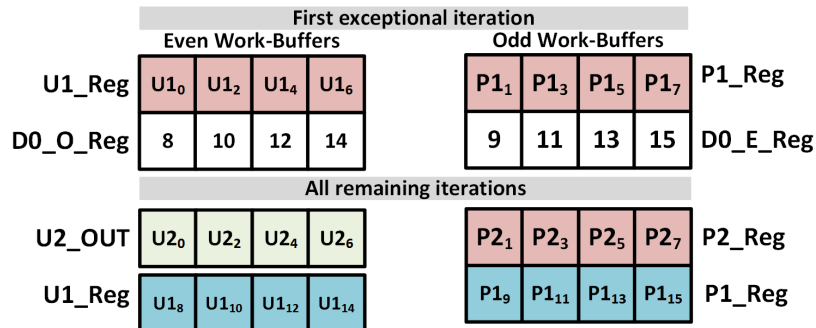 First exceptional iteration
Even Work-Buffers Odd Work-Buffers
U1_Reg U1₀ U1₂ U1₄ U1₆ P1₁ P1₃ P1₅ P1₇ P1_Reg
D0_O_Reg 8 10 12 14 9 11 13 15 D0_E_Reg
All remaining iterations
U2_OUT U2₀ U2₂ U2₄ U2₆ P2₁ P2₃ P2₅ P2₇ P2_Reg
U1_Reg U1₈ U1₁₀ U1₁₂ U1₁₄ P1₉ P1₁₁ P1₁₃ P1₁₅ P1_Reg